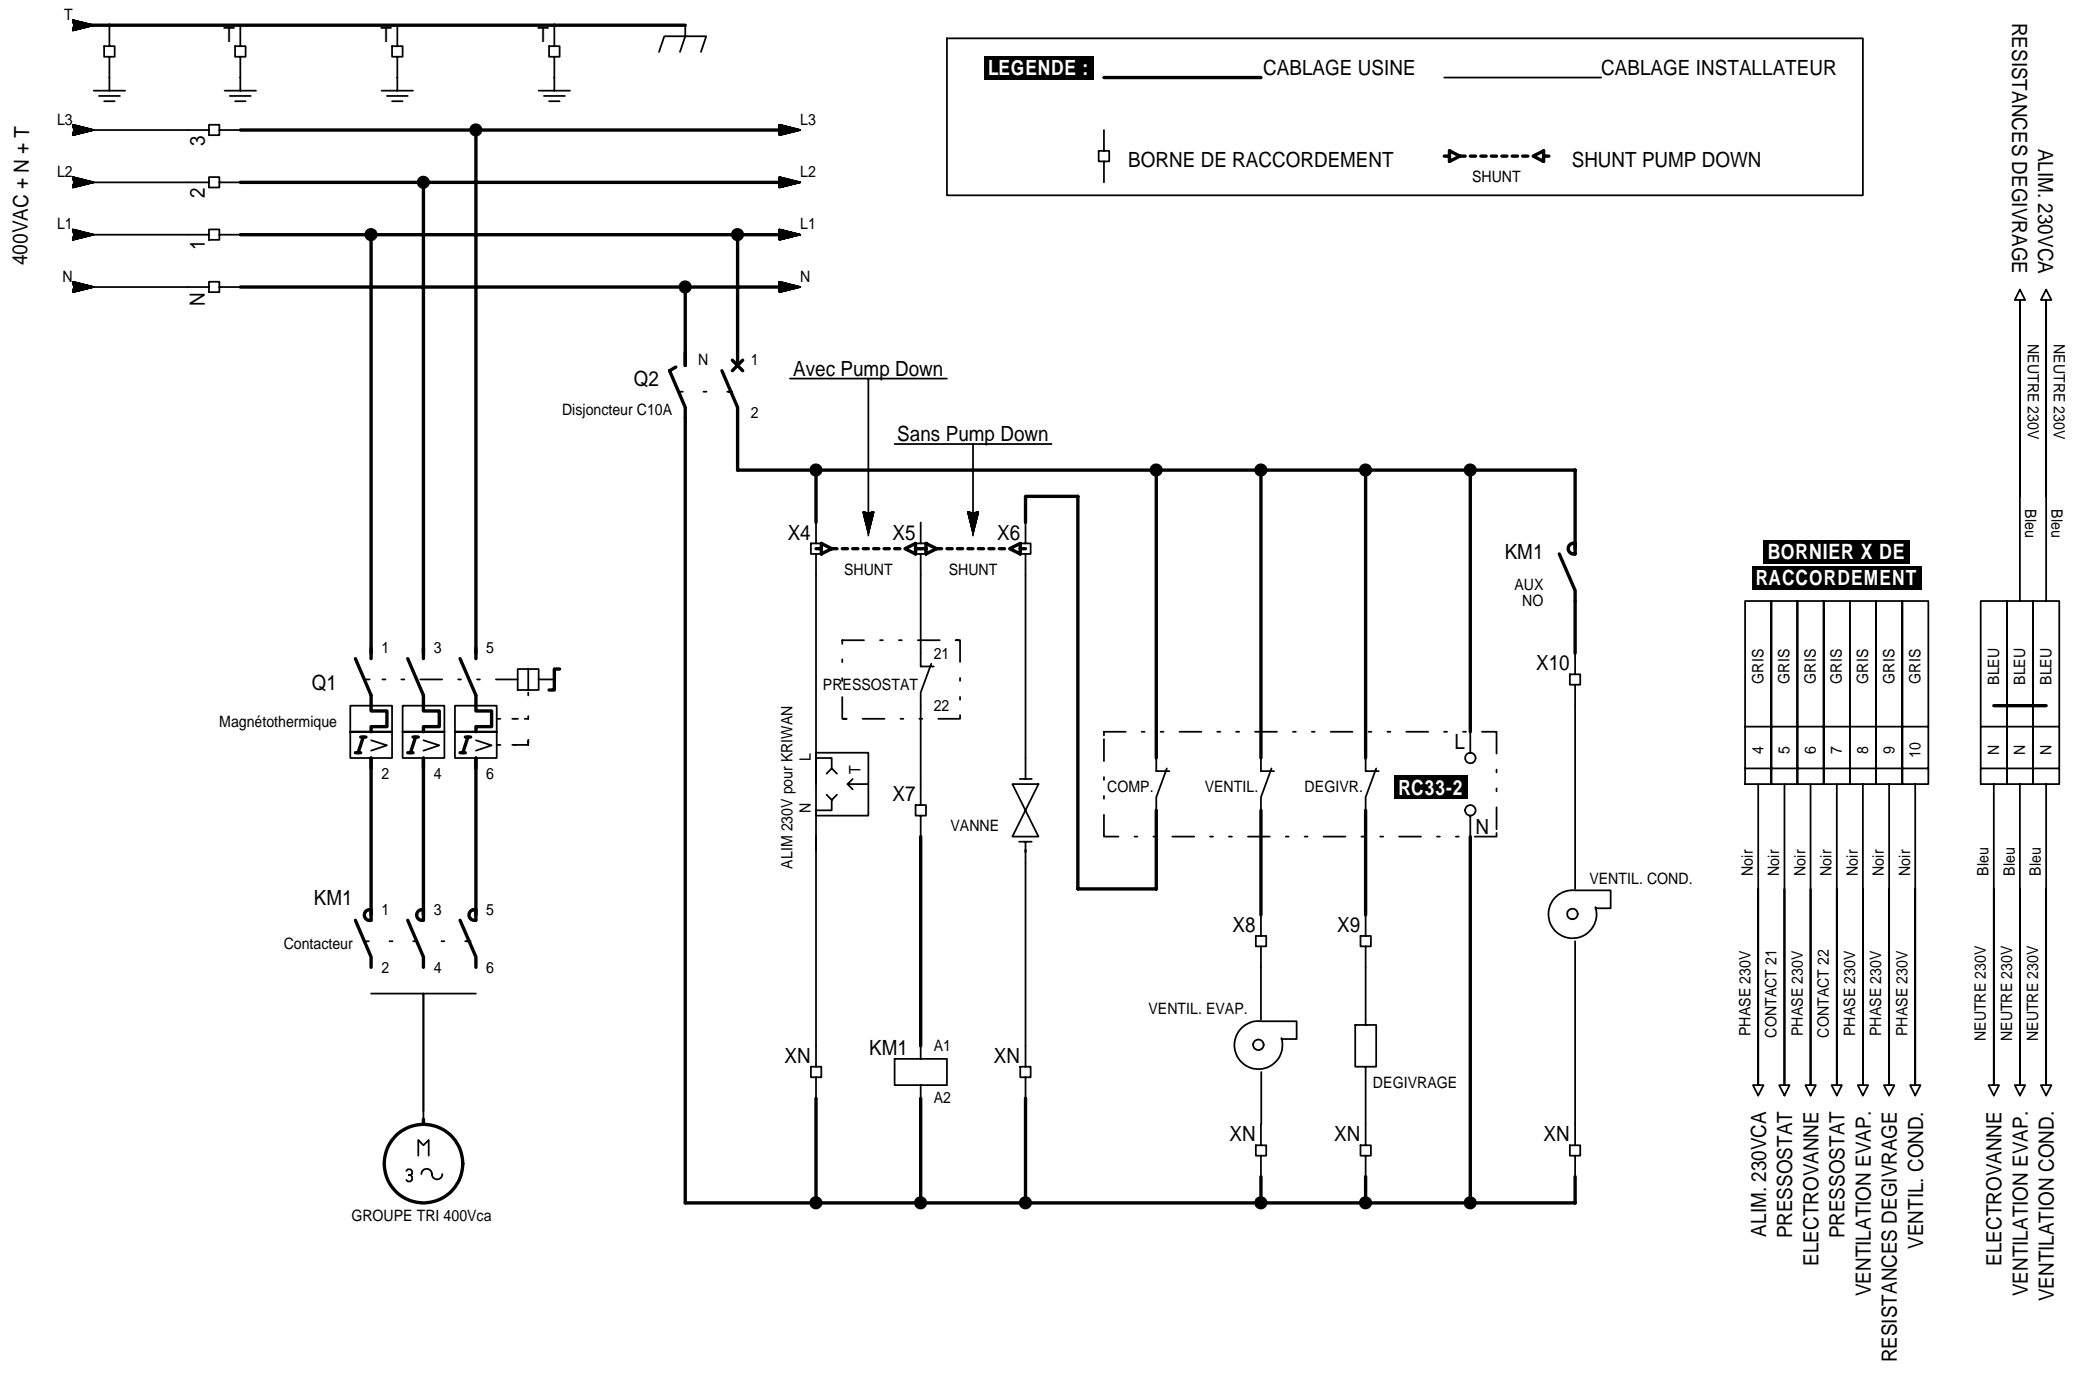 T
T
T
T
400VAC + N + T
L3
3
L3
L2
2
L2
L1
1
L1
N
N
N
LEGENDE :
CABLAGE USINE
CABLAGE INSTALLATEUR
BORNE DE RACCORDEMENT
SHUNT
SHUNT PUMP DOWN
Q2
Disjoncteur C10A
N
1
2
Avec Pump Down
Sans Pump Down
X4
X5
X6
SHUNT
SHUNT
PRESSOSTAT
21
22
ALIM 230V pour KRIWAN
L
N
T
X7
VANNE
COMP.
VENTIL.
DEGIVR.
RC33-2
L
N
KM1
AUX
NO
X10
VENTIL. COND.
X8
X9
VENTIL. EVAP.
DEGIVRAGE
XN
KM1
A1
A2
XN
XN
XN
XN
Q1
Magnétothermique
1
3
5
I >
I >
I >
2
4
6
KM1
Contacteur
1
3
5
2
4
6
M
3
GROUPE TRI 400Vca
BORNIER X DE
RACCORDEMENT
GRIS
GRIS
GRIS
GRIS
GRIS
GRIS
GRIS
4
5
6
7
8
9
10
Noir
Noir
Noir
Noir
Noir
Noir
Noir
PHASE 230V
CONTACT 21
PHASE 230V
CONTACT 22
PHASE 230V
PHASE 230V
PHASE 230V
ALIM. 230VCA
PRESSOSTAT
ELECTROVANNE
PRESSOSTAT
VENTILATION EVAP.
RESISTANCES DEGIVRAGE
VENTIL. COND.
RESISTANCES DEGIVRAGE
ALIM. 230VCA
NEUTRE 230V
NEUTRE 230V
Bleu
Bleu
BLEU
BLEU
BLEU
N
N
N
Bleu
Bleu
Bleu
NEUTRE 230V
NEUTRE 230V
NEUTRE 230V
ELECTROVANNE
VENTILATION EVAP.
VENTILATION COND.